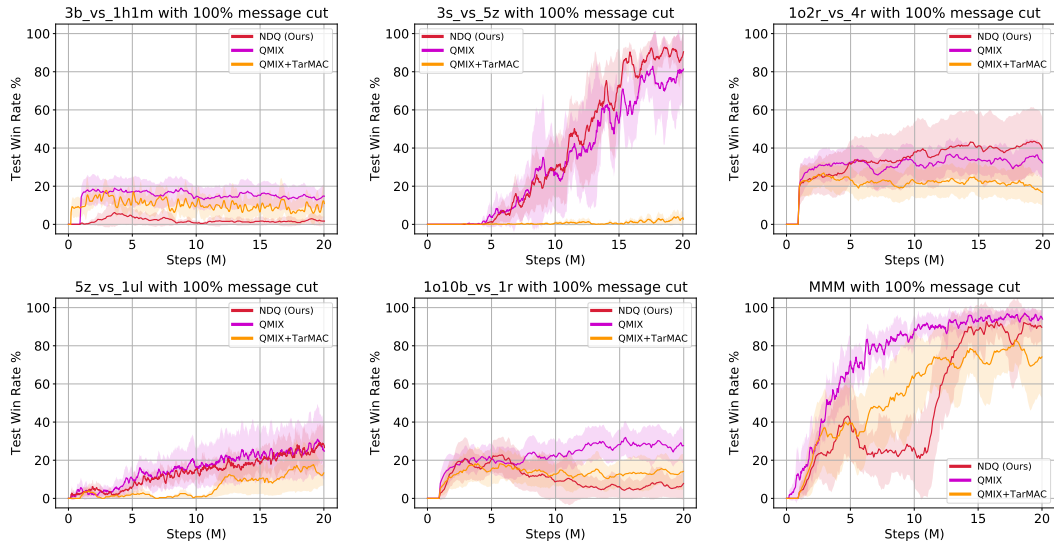 3b_vs_1h1m with 100% message cut
100
80
60
40
20
0
Test Win Rate %
NDQ (Ours)
QMIX
QMIX+TarMAC
0 5 10 15 20
Steps (M)
3s_vs_5z with 100% message cut
100
80
60
40
20
0
Test Win Rate %
NDQ (Ours)
QMIX
QMIX+TarMAC
0 5 10 15 20
Steps (M)
1o2r_vs_4r with 100% message cut
100
80
60
40
20
0
Test Win Rate %
NDQ (Ours)
QMIX
QMIX+TarMAC
0 5 10 15 20
Steps (M)
5z_vs_1ul with 100% message cut
100
80
60
40
20
0
Test Win Rate %
NDQ (Ours)
QMIX
QMIX+TarMAC
0 5 10 15 20
Steps (M)
1o10b_vs_1r with 100% message cut
100
80
60
40
20
0
Test Win Rate %
NDQ (Ours)
QMIX
QMIX+TarMAC
0 5 10 15 20
Steps (M)
MMM with 100% message cut
100
80
60
40
20
0
Test Win Rate %
NDQ (Ours)
QMIX
QMIX+TarMAC
0 5 10 15 20
Steps (M)